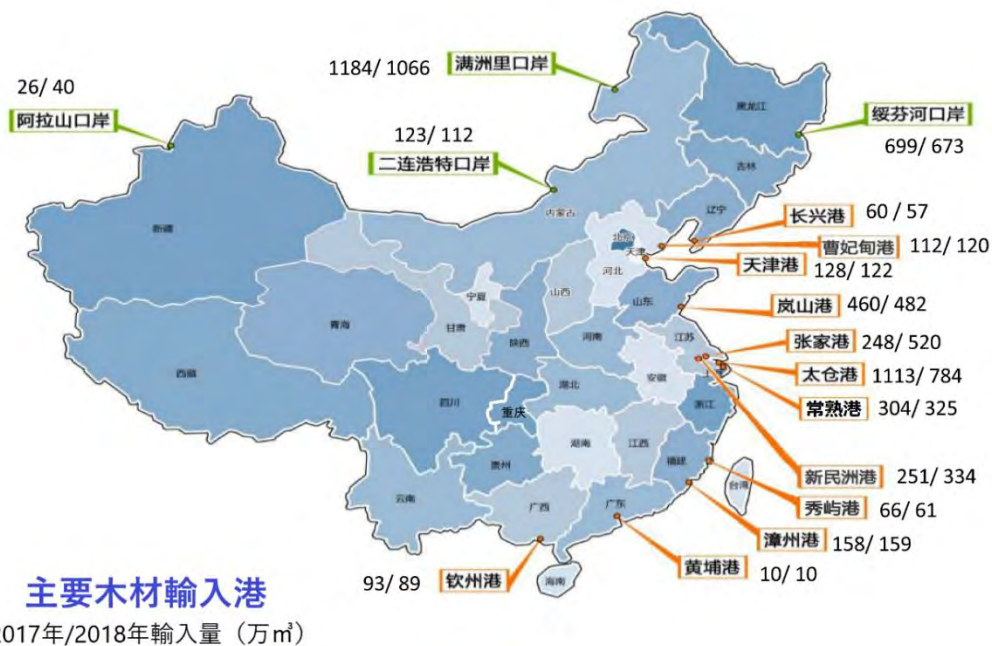 26/ 40
阿拉山口岸
1184/ 1066
满洲里口岸
123/ 112
二连浩特口岸
绥芬河口岸
699/ 673
长兴港 60 / 57
曹妃甸港 112 / 120
天津港 128/ 122
岚山港 460 / 482
张家港 248 / 520
太仓港 1113/ 784
常熟港 304 / 325
新民洲港 251/ 334
秀屿港 66/ 61
漳州港 158/ 159
黄埔港 10/ 10
钦州港 93/ 89
黑龙江
吉林
辽宁
内蒙古
北京
天津
河北
山西
山东
宁夏
甘肃
青海
新疆
西藏
陕西
河南
江苏
安徽
湖北
四川
重庆
浙江
湖南
江西
贵州
福建
云南
广西
广东
台湾
海南
主要木材輸入港
2017年/2018年輸入量（万㎥）